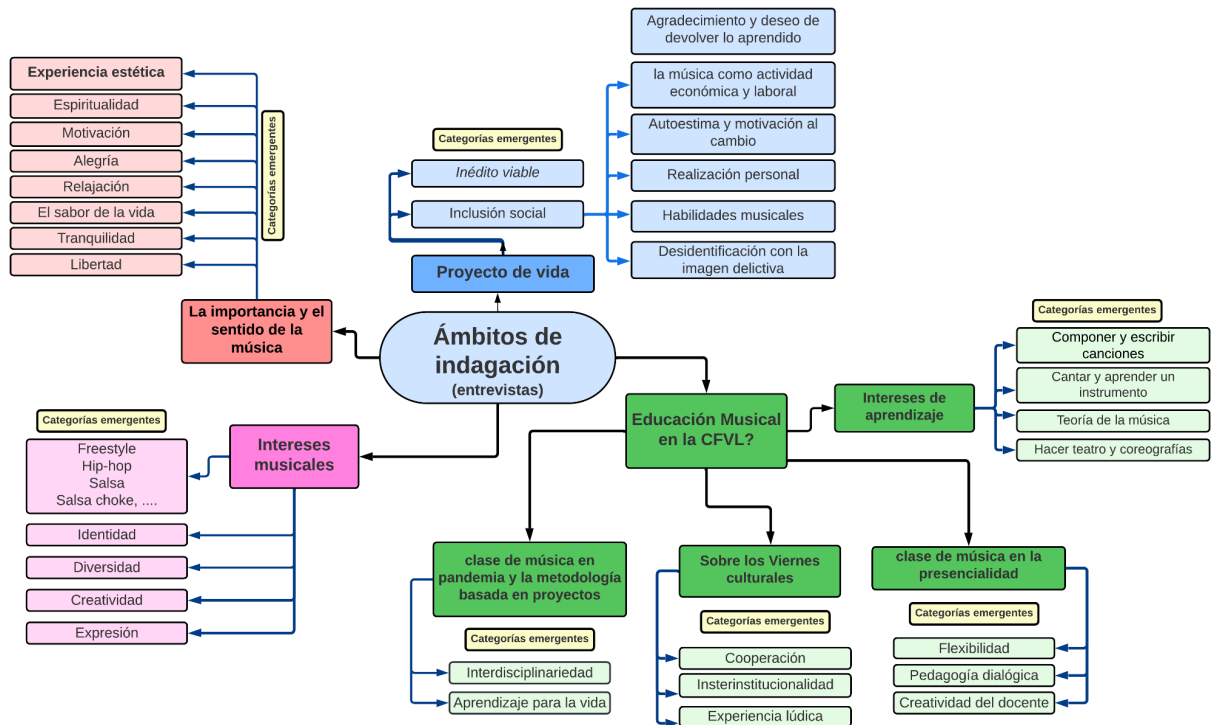 Agradecimiento y deseo de
devolver lo aprendido
la música como actividad
económica y laboral
Autoestima y motivación al
cambio
Realización personal
Habilidades musicales
Desidentificación con la
imagen delictiva
Categorías emergentes
Inédito viable
Inclusión social
Proyecto de vida
Experiencia estética
Espiritualidad
Motivación
Alegría
Relajación
El sabor de la vida
Tranquilidad
Libertad
Categorías emergentes
La importancia y el
sentido de la
música
Ámbitos de
indagación
(entrevistas)
Categorías emergentes
Componer y escribir
canciones
Cantar y aprender un
instrumento
Teoría de la música
Hacer teatro y coreografías
Intereses de
aprendizaje
Educación Musical
en la CFVL?
Categorías emergentes
Freestyle
Hip-hop
Salsa
Salsa choke, ....
Identidad
Diversidad
Creatividad
Expresión
Intereses
musicales
clase de música en
pandemia y la metodología
basada en proyectos
Categorías emergentes
Interdisciplinariedad
Aprendizaje para la vida
Sobre los Viernes
culturales
Categorías emergentes
Cooperación
Insterinstitucionalidad
Experiencia lúdica
clase de música en la
presencialidad
Categorías emergentes
Flexibilidad
Pedagogía dialógica
Creatividad del docente